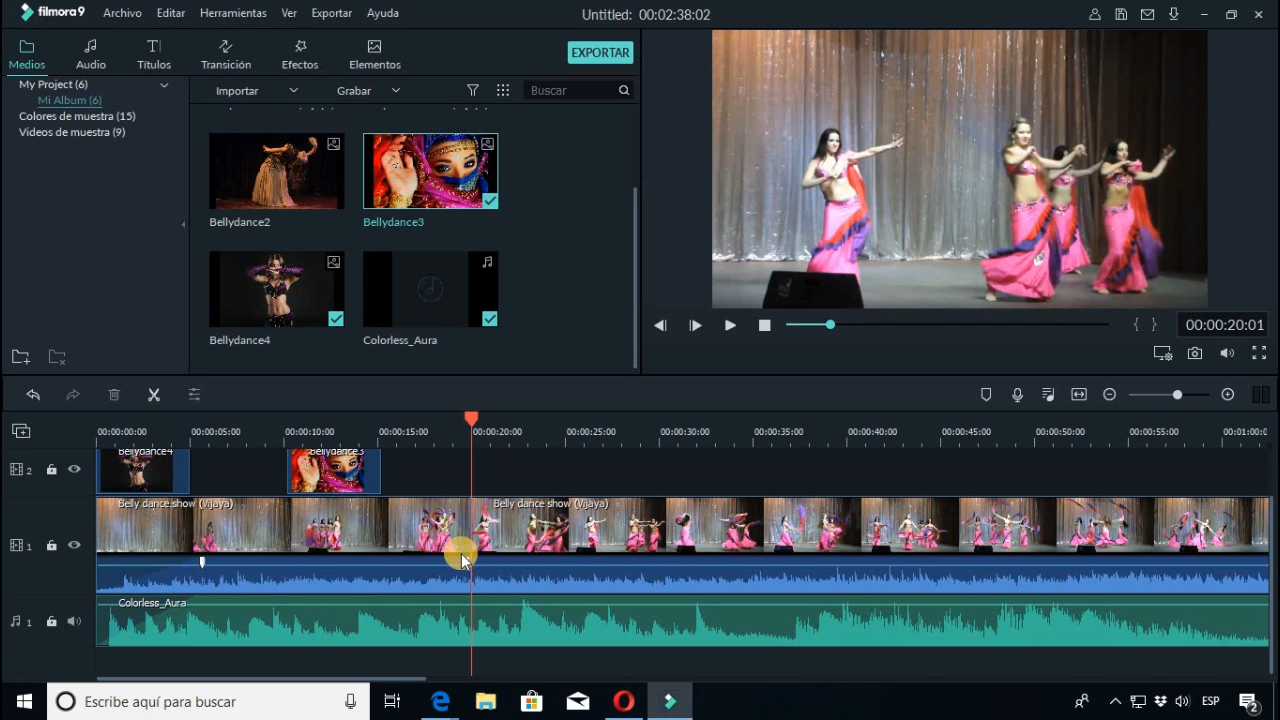 filmora9 Archivo Editar Herramientas Ver Exportar Ayuda Untitled: 00:02:38:02
Medios Audio Títulos Transición Efectos Elementos EXPORTAR
My Project (6)
Mi Album (6)
Colores de muestra (15)
Videos de muestra (9)
Importar Grabar Buscar
Bellydance2 Bellydance3
Bellydance4 Colorless_Aura
00:00:20:01
00:00:00:00 00:00:05:00 00:00:10:00 00:00:15:00 00:00:20:00 00:00:25:00 00:00:30:00 00:00:35:00 00:00:40:00 00:00:45:00 00:00:50:00 00:00:55:00 00:01:00:0
2 Bellydance4 Bellydance3
Belly dance show (Vijaya) Belly dance show (Vijaya)
1
Colorless_Aura
1
Escribe aquí para buscar ESP 2